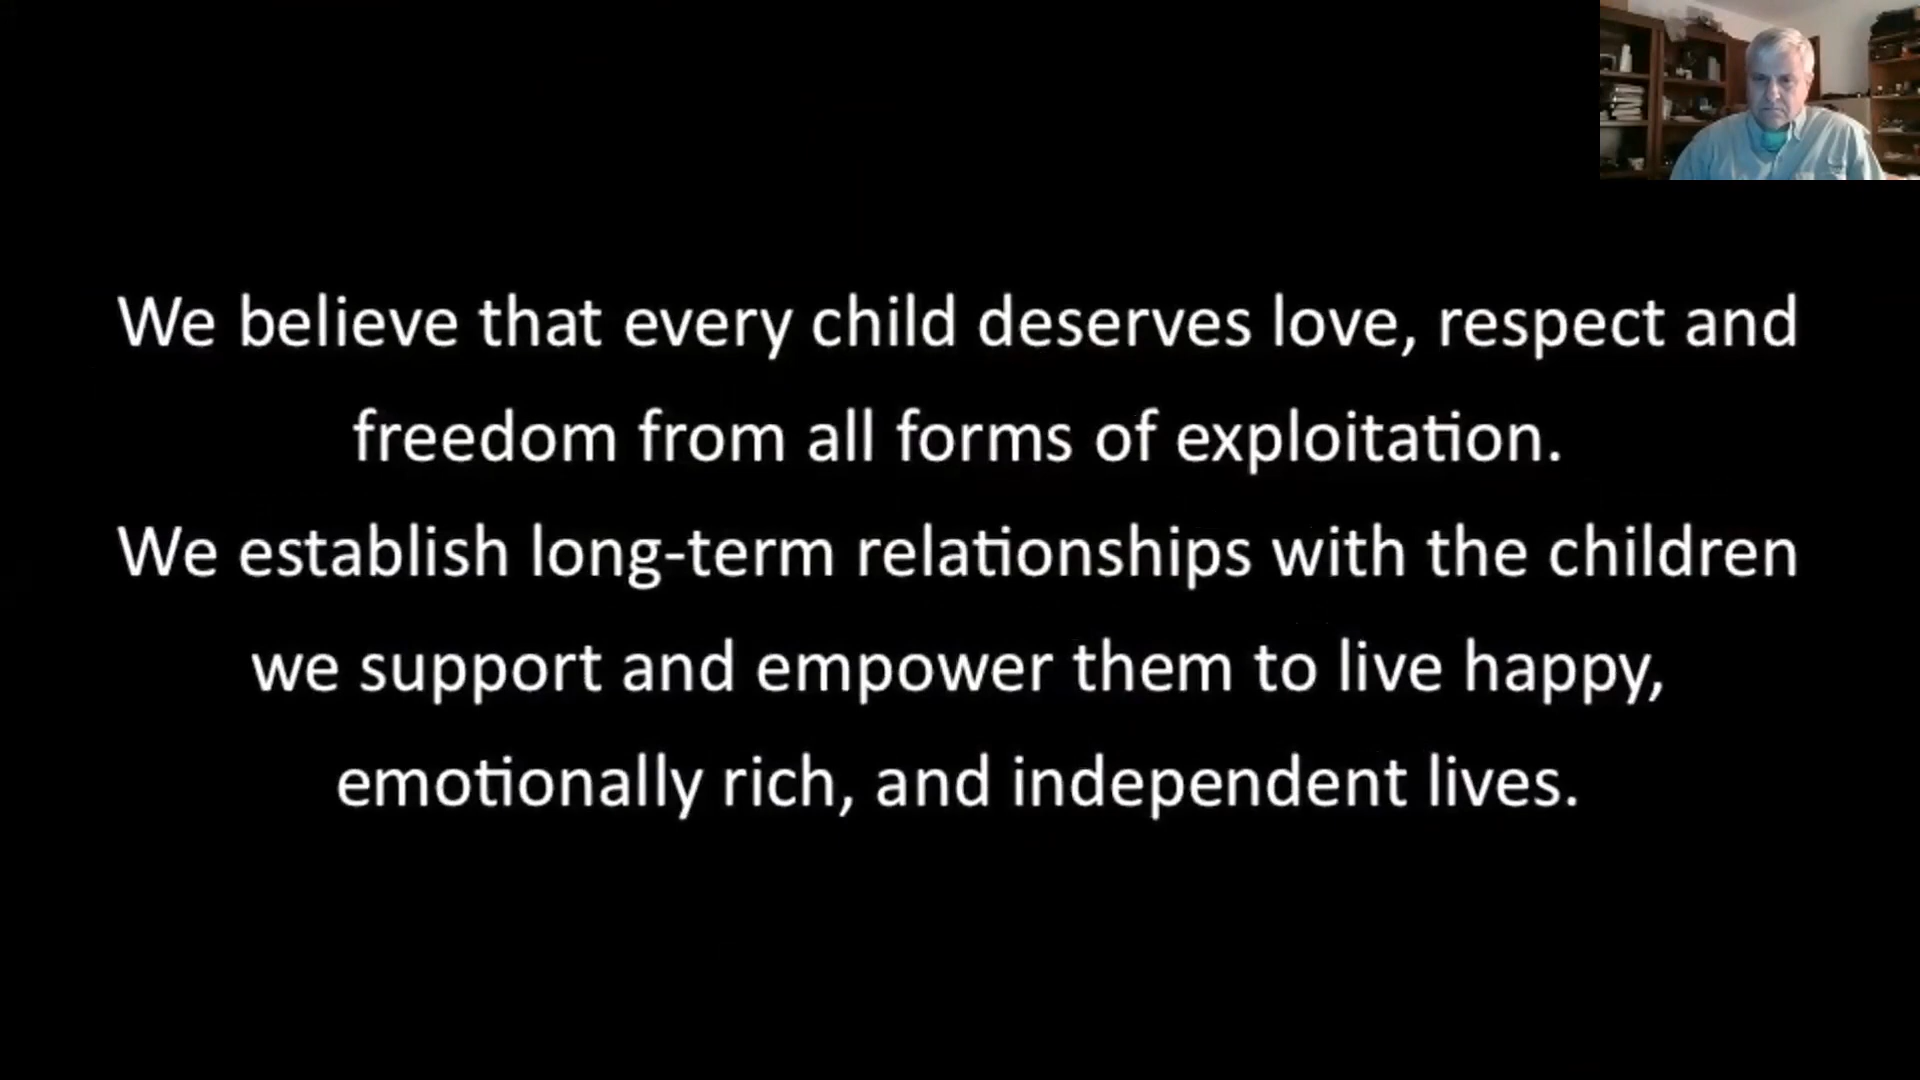 We believe that every child deserves love, respect and
freedom from all forms of exploitation.
We establish long-term relationships with the children
we support and empower them to live happy,
emotionally rich, and independent lives.